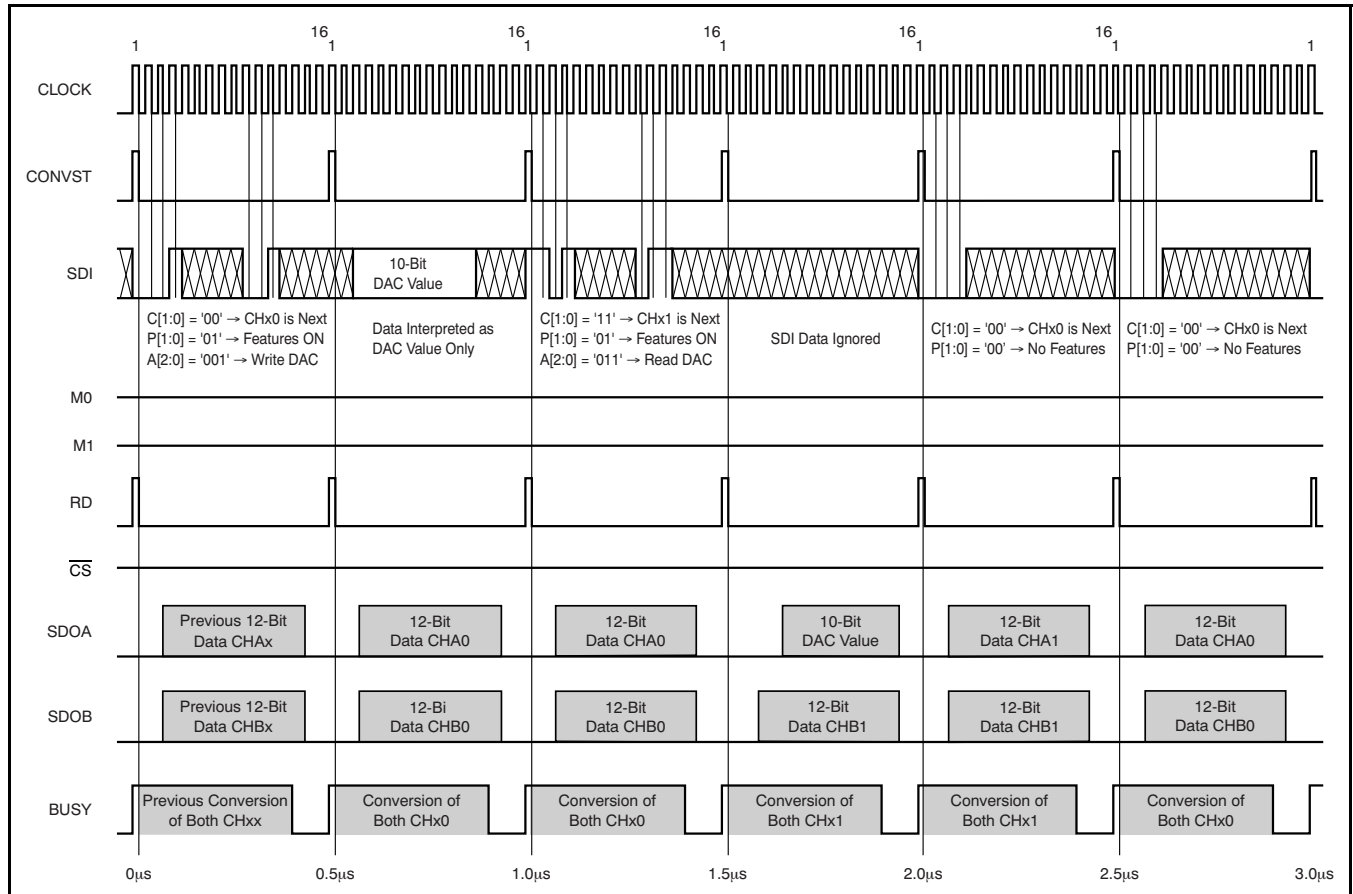 16 16 16 16 16
1 1 1 1 1 1 1
CLOCK
CONVST
SDI
10-Bit
DAC Value
C[1:0] = '00' → CHx0 is Next
P[1:0] = '01' → Features ON
A[2:0] = '001' → Write DAC
Data Interpreted as
DAC Value Only
C[1:0] = '11' → CHx1 is Next
P[1:0] = '01' → Features ON
A[2:0] = '011' → Read DAC
SDI Data Ignored
C[1:0] = '00' → CHx0 is Next
P[1:0] = '00' → No Features
C[1:0] = '00' → CHx0 is Next
P[1:0] = '00' → No Features
M0
M1
RD
CS
SDOA
Previous 12-Bit
Data CHAx
12-Bit
Data CHA0
12-Bit
Data CHA0
10-Bit
DAC Value
12-Bit
Data CHA1
12-Bit
Data CHA0
SDOB
Previous 12-Bit
Data CHBx
12-Bi
Data CHB0
12-Bit
Data CHB0
12-Bit
Data CHB1
12-Bit
Data CHB1
12-Bit
Data CHB0
BUSY
Previous Conversion
of Both CHxx
Conversion of
Both CHx0
Conversion of
Both CHx0
Conversion of
Both CHx1
Conversion of
Both CHx1
Conversion of
Both CHx0
0μs 0.5μs 1.0μs 1.5μs 2.0μs 2.5μs 3.0μs